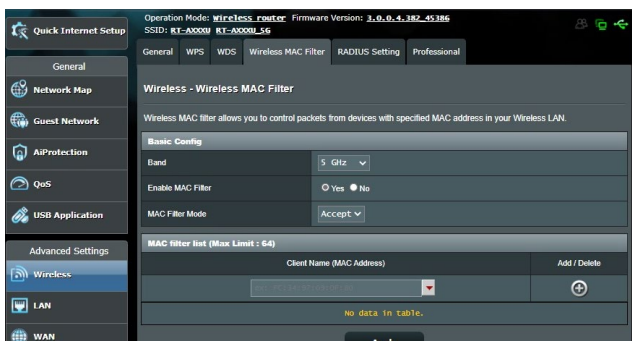 Quick Internet Setup
General
Network Map
Guest Network
AiProtection
QoS
USB Application
Advanced Settings
Wireless
LAN
WAN
Operation Mode: Wireless router Firmware Version: 3.0.0.4.382_45386
SSID: RT-AXXXU RT-AXXXU_5G
General WPS WDS Wireless MAC Filter RADIUS Setting Professional
Wireless - Wireless MAC Filter
Wireless MAC filter allows you to control packets from devices with specified MAC address in your Wireless LAN.
Basic Config
Band 5 GHz
Enable MAC Filter Yes No
MAC Filter Mode Accept
MAC filter list (Max Limit : 64)
Client Name (MAC Address) Add / Delete
No data in table.